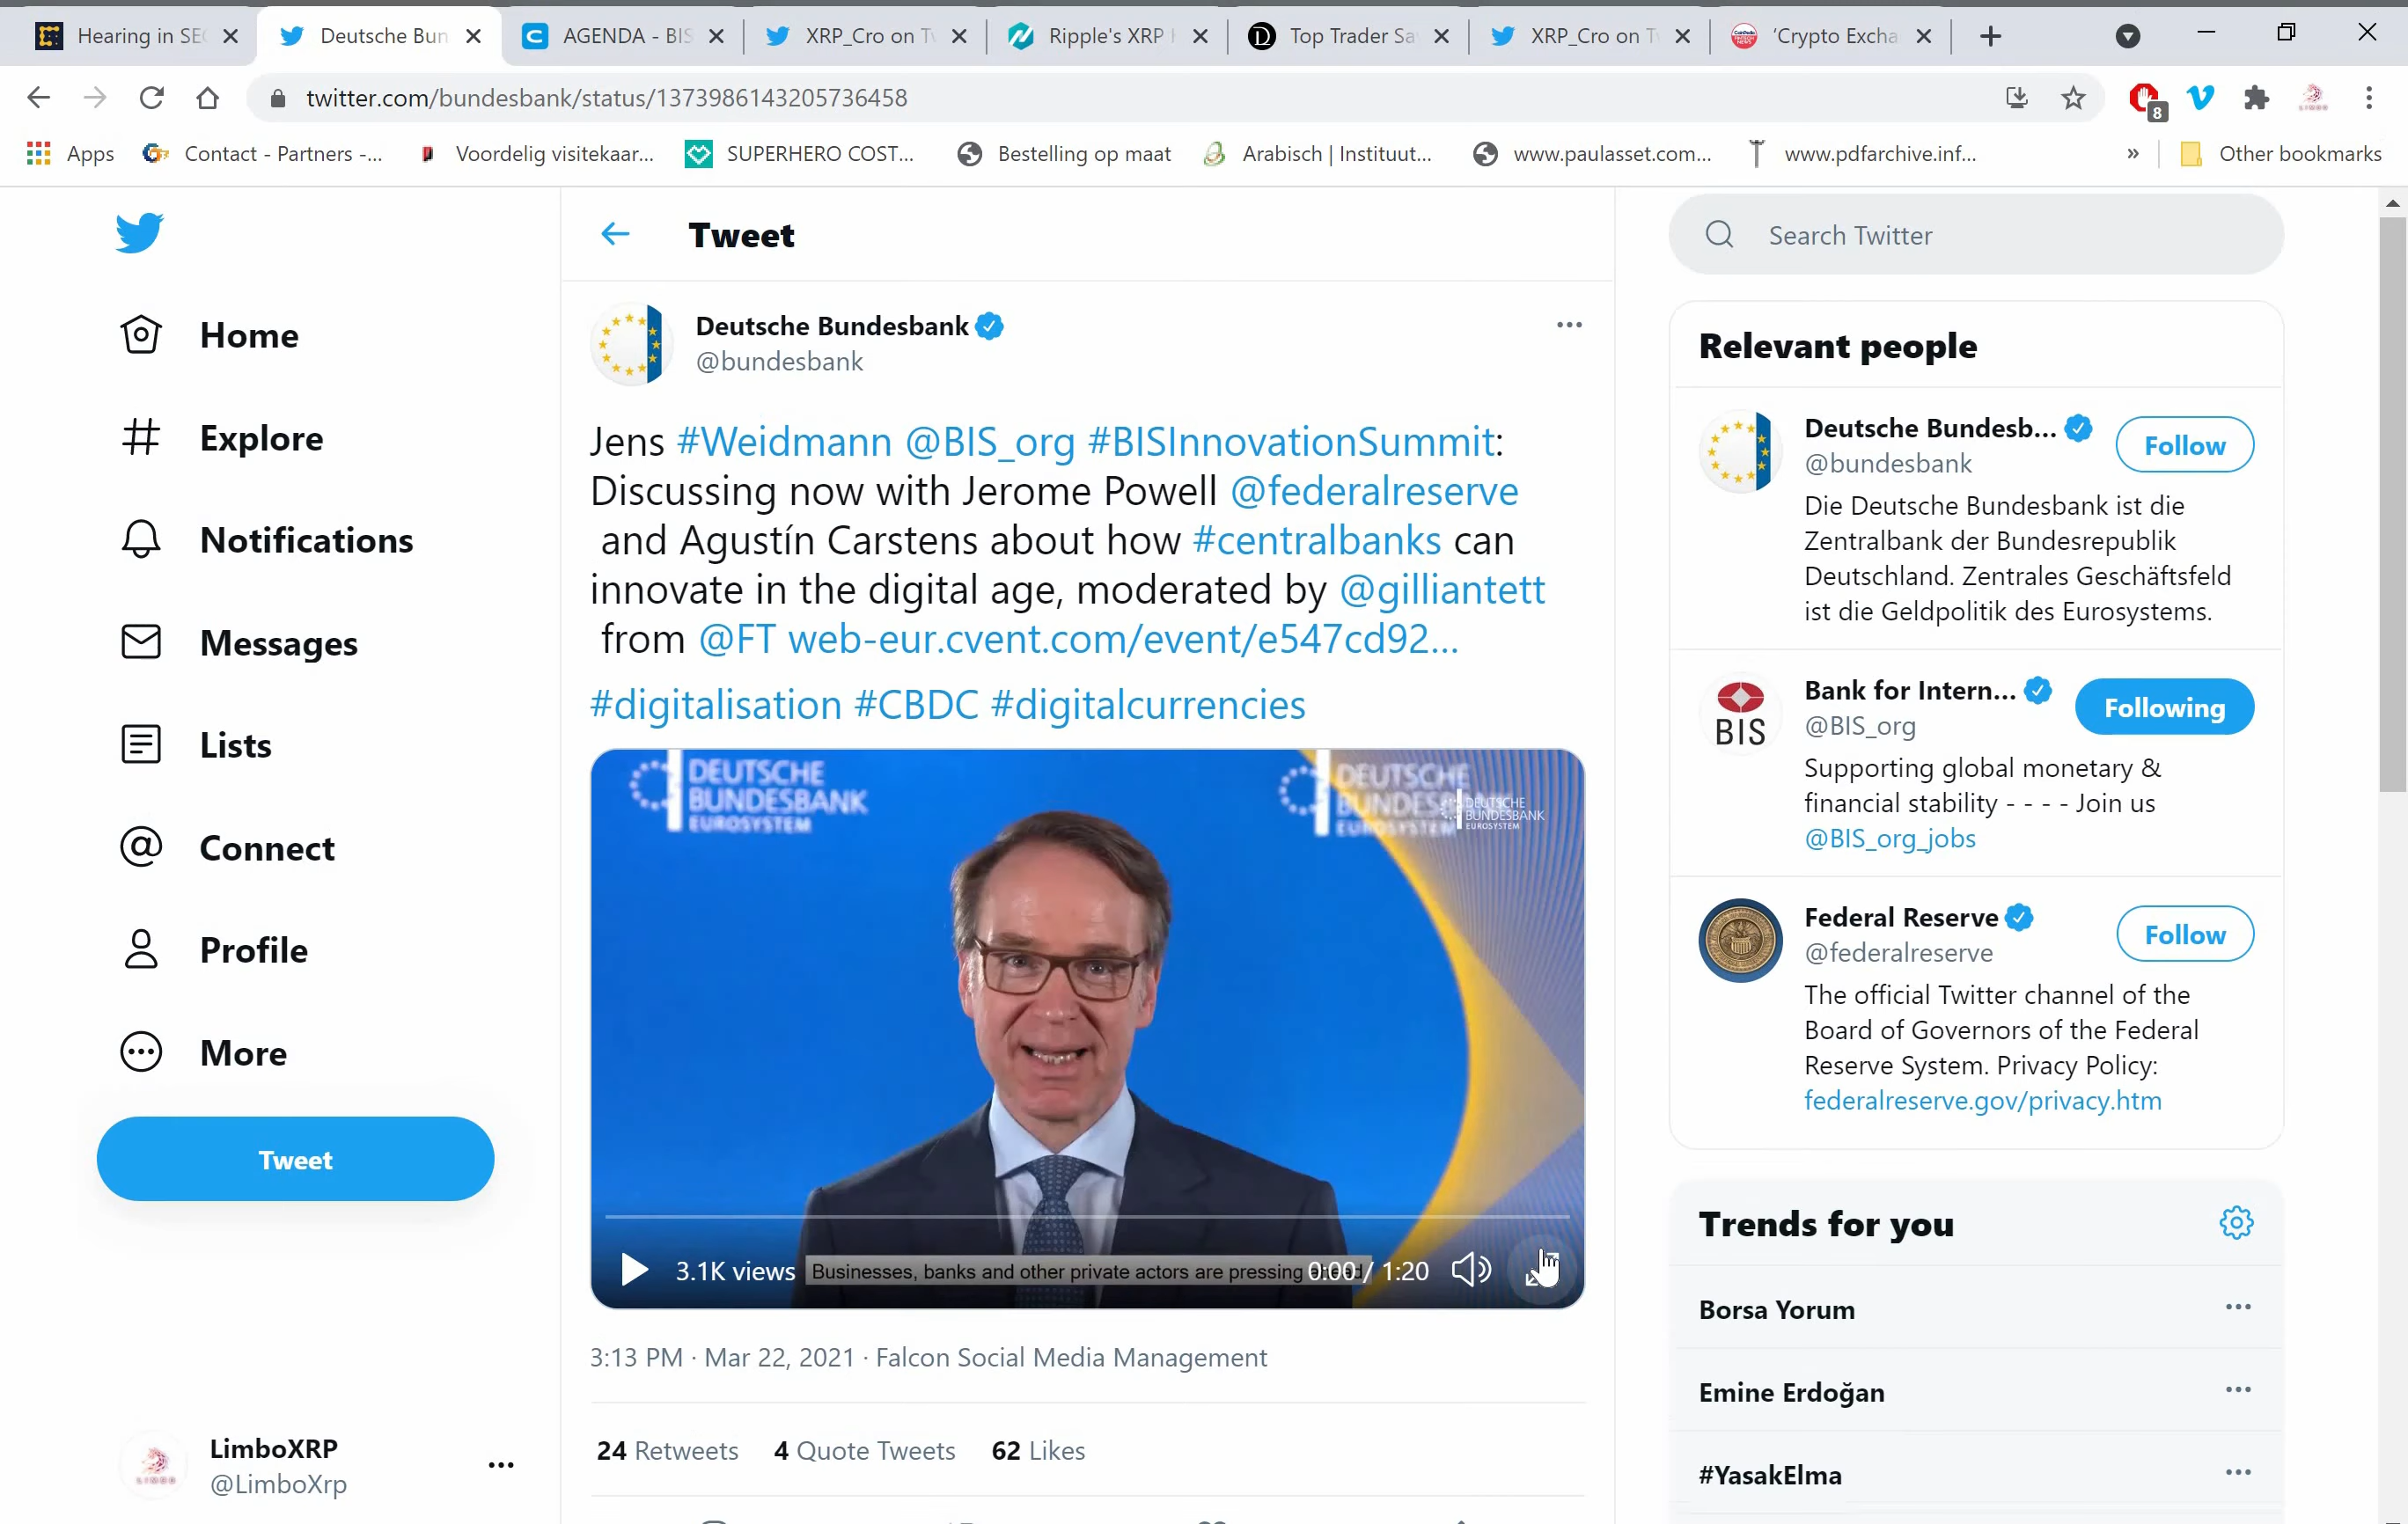 Hearing in SE
Deutsche Bun
AGENDA - BIS
XRP_Cro on Tw
Ripple's XRP
Top Trader Sa
XRP_Cro on Tw
'Crypto Excha
twitter.com/bundesbank/status/1373986143205736458
8
Apps
Contact - Partners -...
Voordelig visitekaar...
SUPERHERO COST...
Bestelling op maat
Arabisch | Instituut...
www.paulasset.com...
www.pdfarchive.inf...
»
Other bookmarks
Home
Explore
Notifications
Messages
Lists
Connect
Profile
More
Tweet
LimboXRP
@LimboXrp
Tweet
Deutsche Bundesbank
@bundesbank
Jens #Weidmann @BIS_org #BISInnovationSummit:
Discussing now with Jerome Powell @federalreserve
and Agustín Carstens about how #centralbanks can
innovate in the digital age, moderated by @gilliantett
from @FT web-eur.cvent.com/event/e547cd92...
#digitalisation #CBDC #digitalcurrencies
DEUTSCHE
BUNDESBANK
EUROSYSTEM
DEUTSCHE
BUNDESBANK
EUROSYSTEM
DEUTSCHE
BUNDESBANK
EUROSYSTEM
3.1K views
Businesses, banks and other private actors are pressing
0:00 / 1:20
3:13 PM · Mar 22, 2021 · Falcon Social Media Management
24 Retweets 4 Quote Tweets 62 Likes
Search Twitter
Relevant people
Deutsche Bundesb...
@bundesbank
Follow
Die Deutsche Bundesbank ist die
Zentralbank der Bundesrepublik
Deutschland. Zentrales Geschäftsfeld
ist die Geldpolitik des Eurosystems.
BIS
Bank for Intern...
@BIS_org
Following
Supporting global monetary &
financial stability - - - - Join us
@BIS_org_jobs
Federal Reserve
@federalreserve
Follow
The official Twitter channel of the
Board of Governors of the Federal
Reserve System. Privacy Policy:
federalreserve.gov/privacy.htm
Trends for you
Borsa Yorum
Emine Erdoğan
#YasakElma